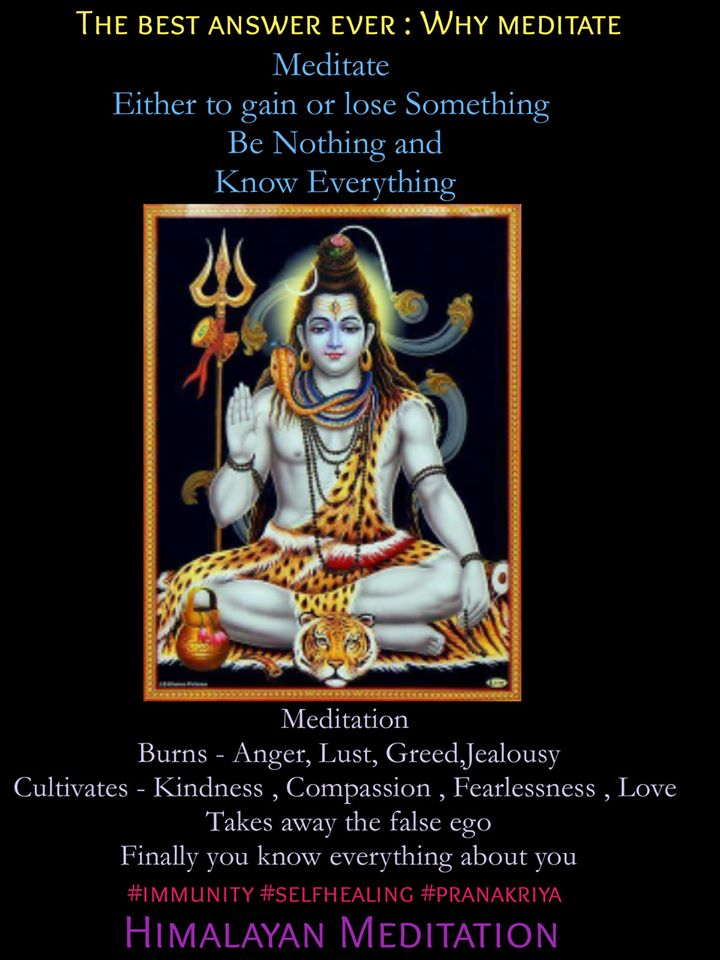 The best answer ever : Why meditate
Meditate
Either to gain or lose Something
Be Nothing and
Know Everything
Meditation
Burns - Anger, Lust, Greed,Jealousy
Cultivates - Kindness , Compassion , Fearlessness , Love
Takes away the false ego
Finally you know everything about you
#immunity #selfhealing #pranakriya
Himalayan Meditation